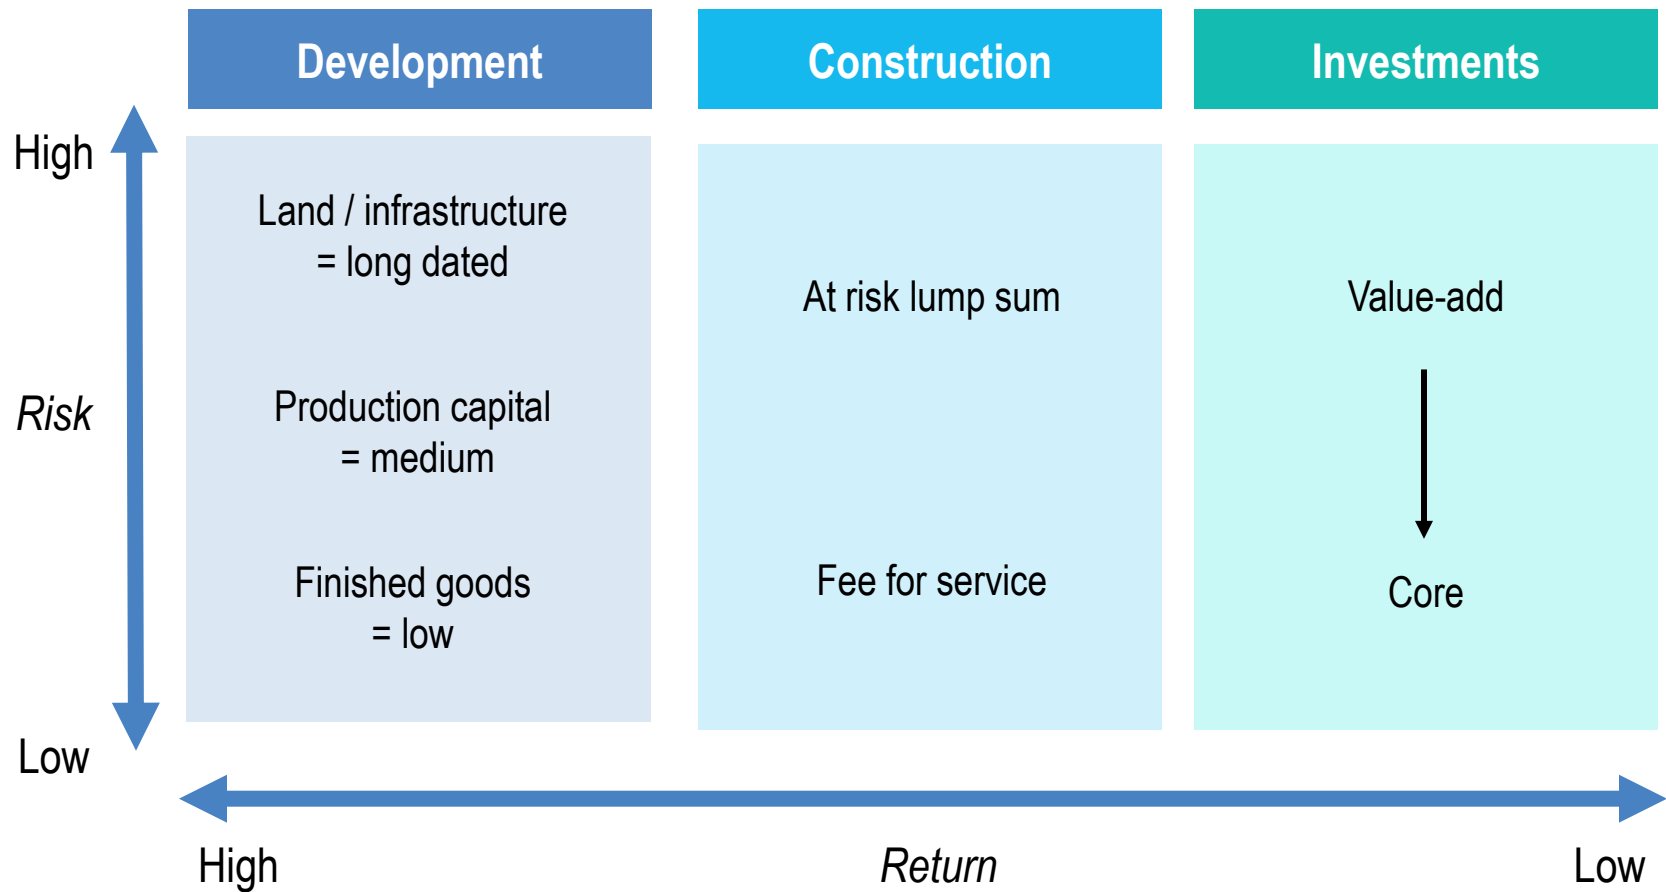 Development
Construction
Investments
High
Risk
Low
Land / infrastructure
= long dated
Production capital
= medium
Finished goods
= low
At risk lump sum
Fee for service
Value-add
Core
High
Return
Low